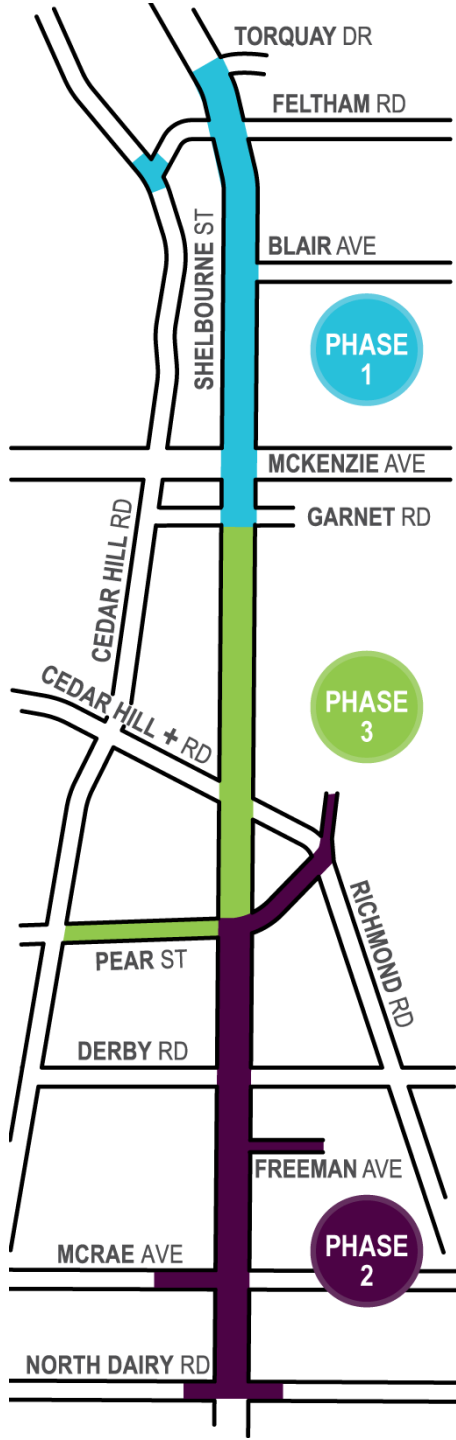 TORQUAY DR
FELTHAM RD
SHELBOURNE ST
BLAIR AVE
PHASE
1
MCKENZIE AVE
GARNET RD
CEDAR HILL RD
CEDAR HILL + RD
PHASE
3
RICHMOND RD
PEAR ST
DERBY RD
FREEMAN AVE
MCRAE AVE
PHASE
2
NORTH DAIRY RD